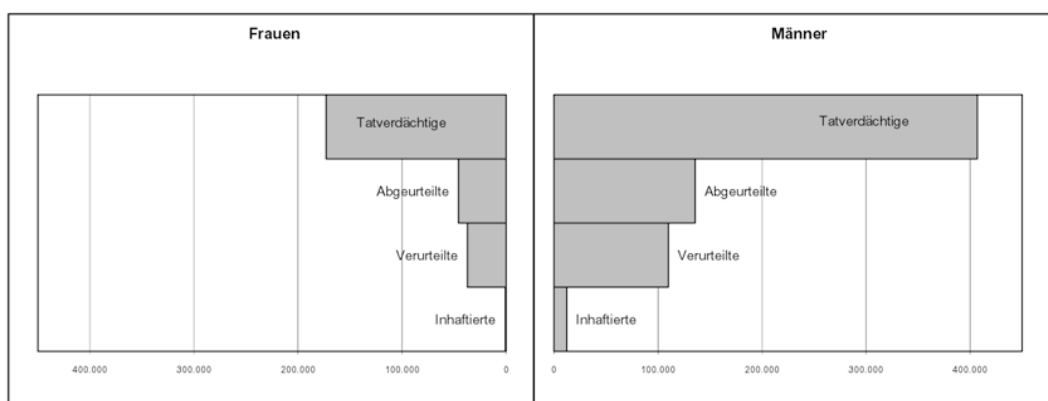 Frauen
Tatverdächtige
Abgeurteilte
Verurteilte
Inhaftierte
400.000 300.000 200.000 100.000 0
Männer
Tatverdächtige
Abgeurteilte
Verurteilte
Inhaftierte
0 100.000 200.000 300.000 400.000